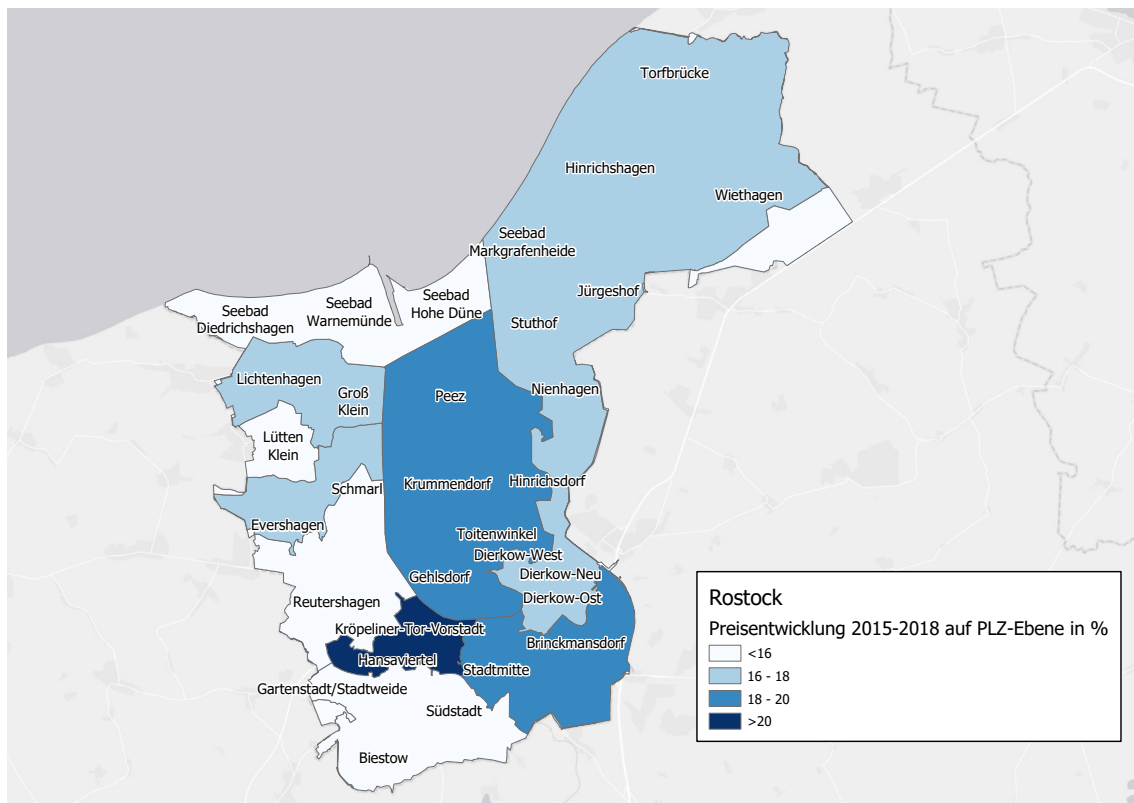 Torfbrücke
Hinrichshagen
Wiethagen
Seebad
Markgrafenheide
Jürgeshof
Seebad
Hohe Düne
Seebad
Warnemünde
Seebad
Diedrichshagen
Stuthof
Lichtenhagen
Groß
Klein
Peez
Nienhagen
Lütten
Klein
Schmarl
Krummendorf
Hinrichsdorf
Evershagen
Toitenwinkel
Dierkow-West
Gehlsdorf
Dierkow-Neu
Dierkow-Ost
Reutershagen
Kröpeliner-Tor-Vorstadt
Brinckmansdorf
Hansaviertel
Stadtmitte
Gartenstadt/Stadtweide
Südstadt
Biestow
Rostock
Preisentwicklung 2015-2018 auf PLZ-Ebene in %
<16
16 - 18
18 - 20
>20